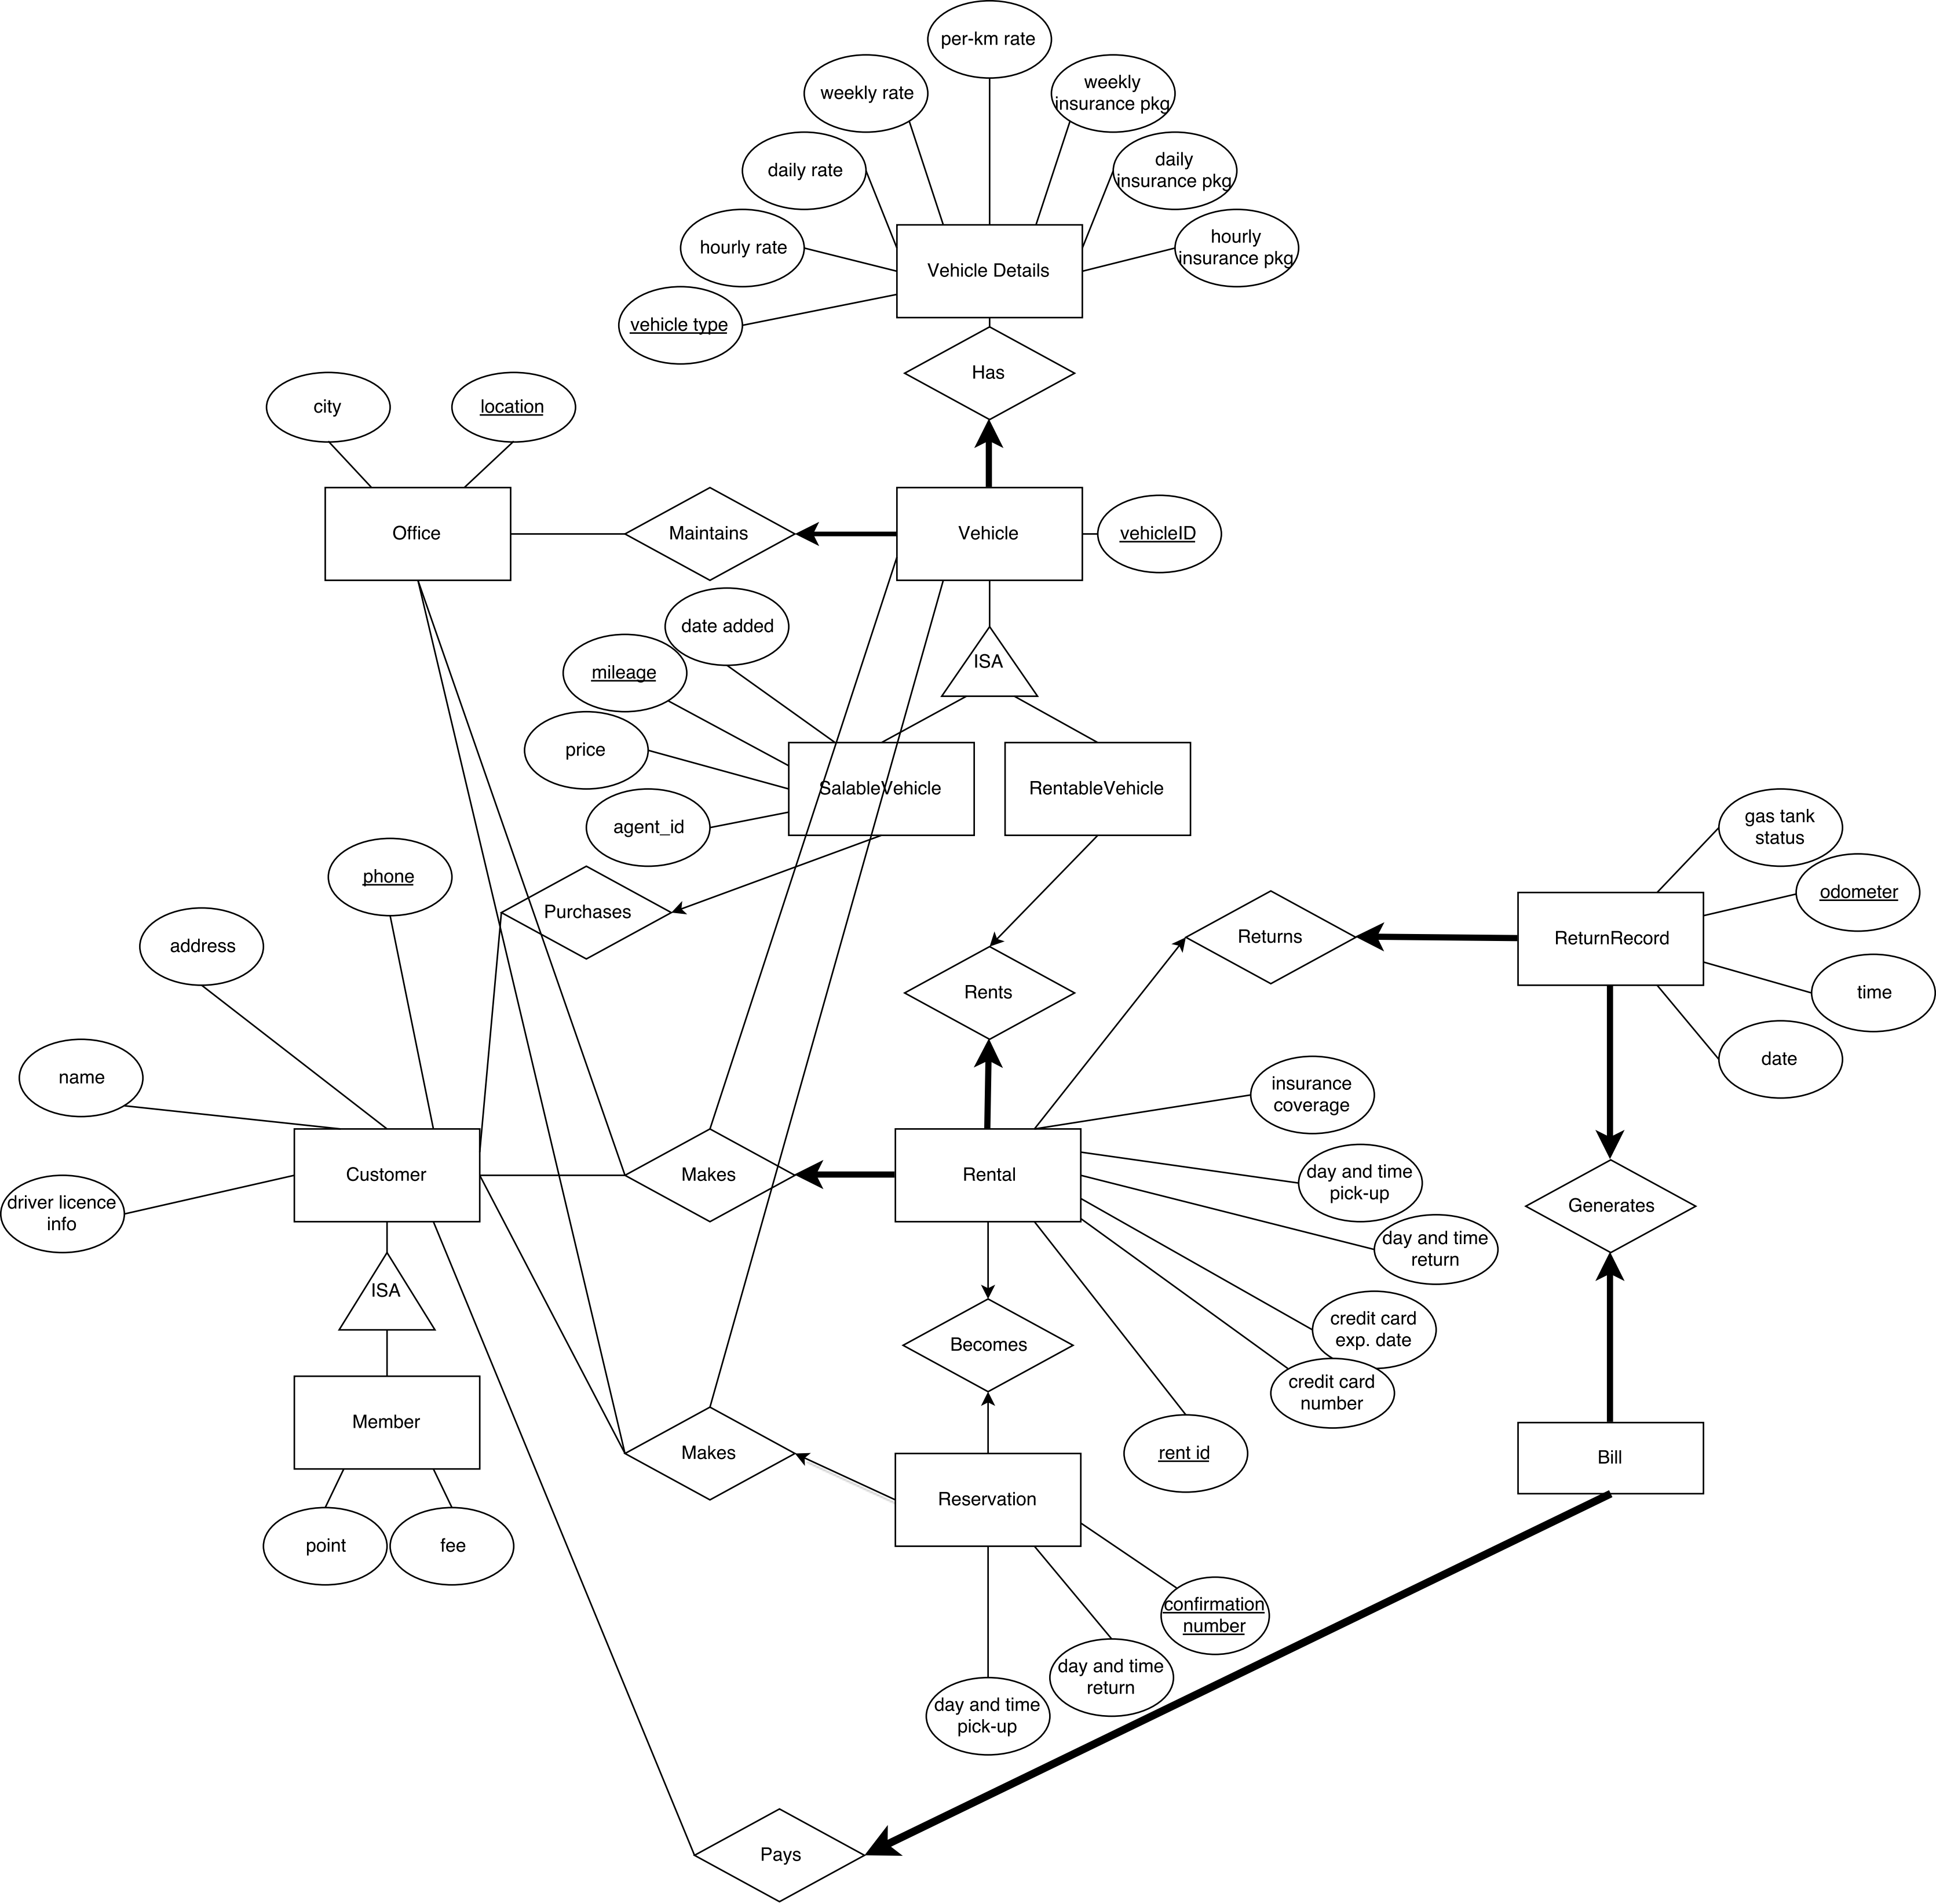 per-km rate
weekly rate
weekly
insurance pkg
daily rate
daily
insurance pkg
hourly rate
hourly
insurance pkg
Vehicle Details
vehicle type
Has
city
location
Office
Maintains
Vehicle
vehicleID
date added
ISA
mileage
price
SalableVehicle
RentableVehicle
agent_id
gas tank
status
phone
odometer
Purchases
address
Returns
ReturnRecord
Rents
time
date
name
insurance
coverage
Customer
Makes
Rental
day and time
pick-up
driver licence
info
Generates
day and time
return
ISA
credit card
exp. date
Becomes
credit card
number
Member
Makes
rent id
Bill
Reservation
point
fee
confirmation
number
day and time
return
day and time
pick-up
Pays